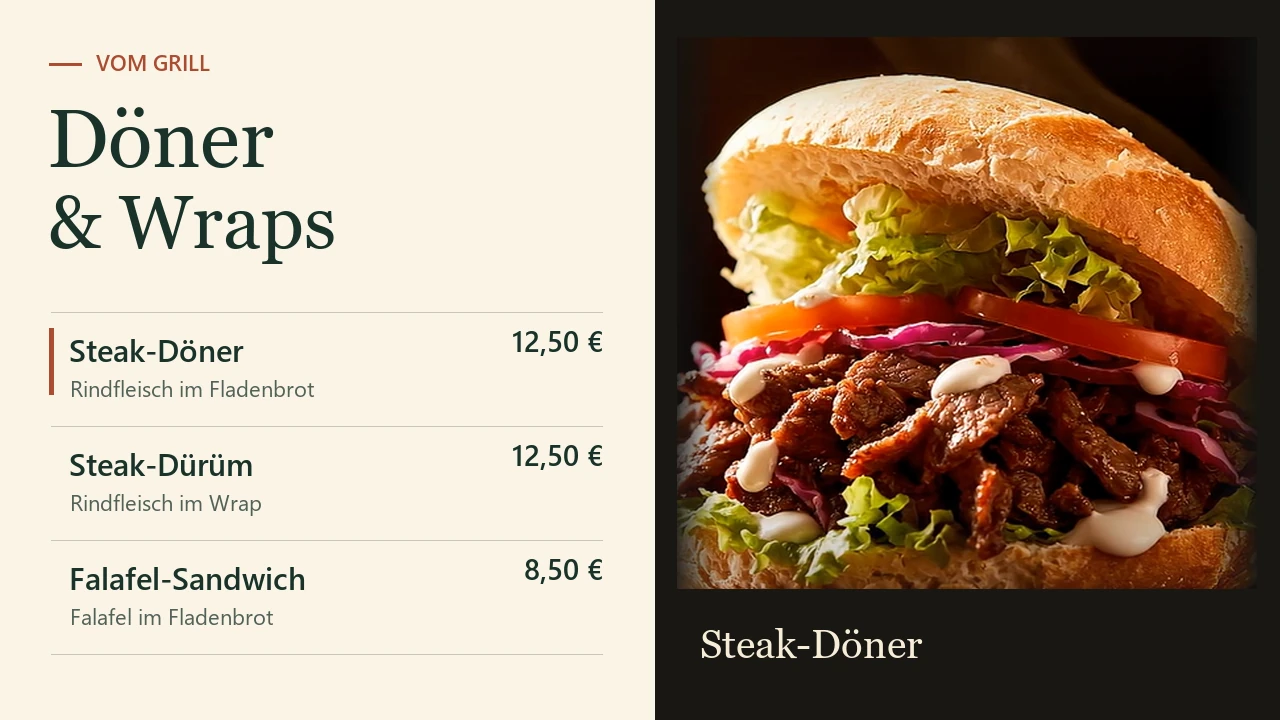 VOM GRILL
Döner
& Wraps
Steak-Döner 12,50 €
Rindfleisch im Fladenbrot
Steak-Dürüm 12,50 €
Rindfleisch im Wrap
Falafel-Sandwich 8,50 €
Falafel im Fladenbrot
Steak-Döner